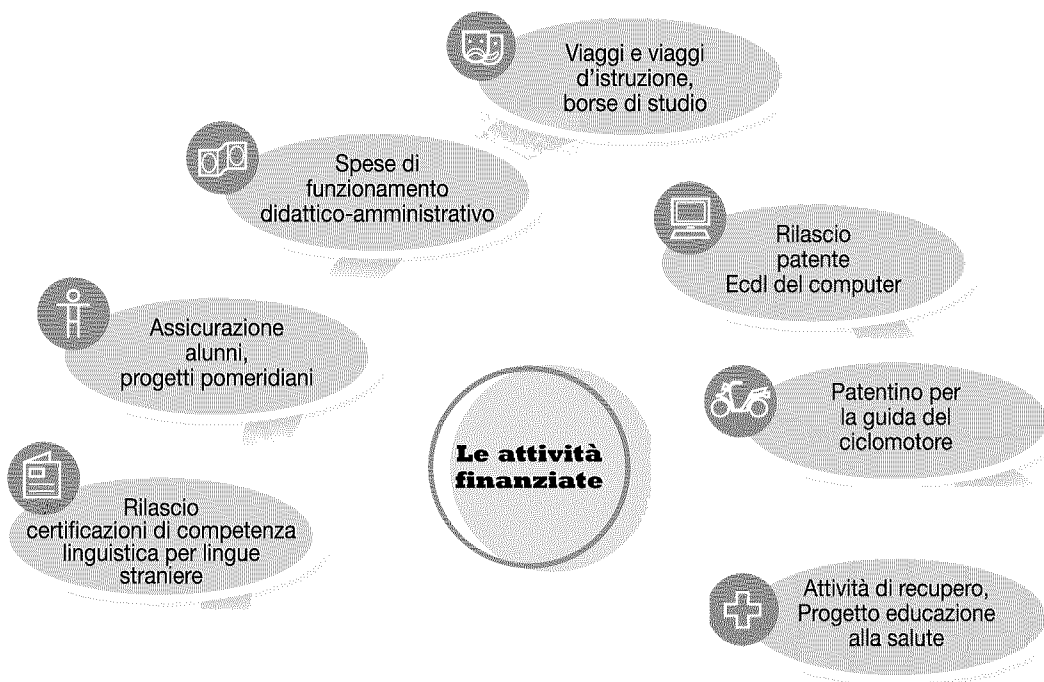 Viaggi e viaggi
d'istruzione,
borse di studio
Spese di
funzionamento
didattico-amministrativo
Rilascio
patente
Ecdl del computer
Assicurazione
alunni,
progetti pomeridiani
Patentino per
la guida del
ciclomotore
Le attività
finanziate
Rilascio
certificazioni di competenza
linguistica per lingue
straniere
Attività di recupero,
Progetto educazione
alla salute